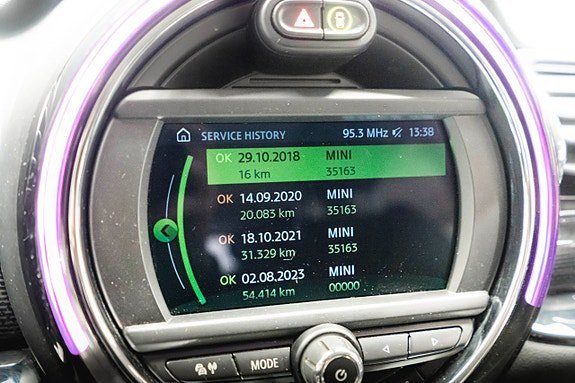 SERVICE HISTORY 95.3 MHz 13:38
OK 29.10.2018 MINI
16 km 35163
OK 14.09.2020 MINI
20.083 km 35163
OK 18.10.2021 MINI
31.329 km 35163
OK 02.08.2023 MINI
54.414 km 00000
MODE